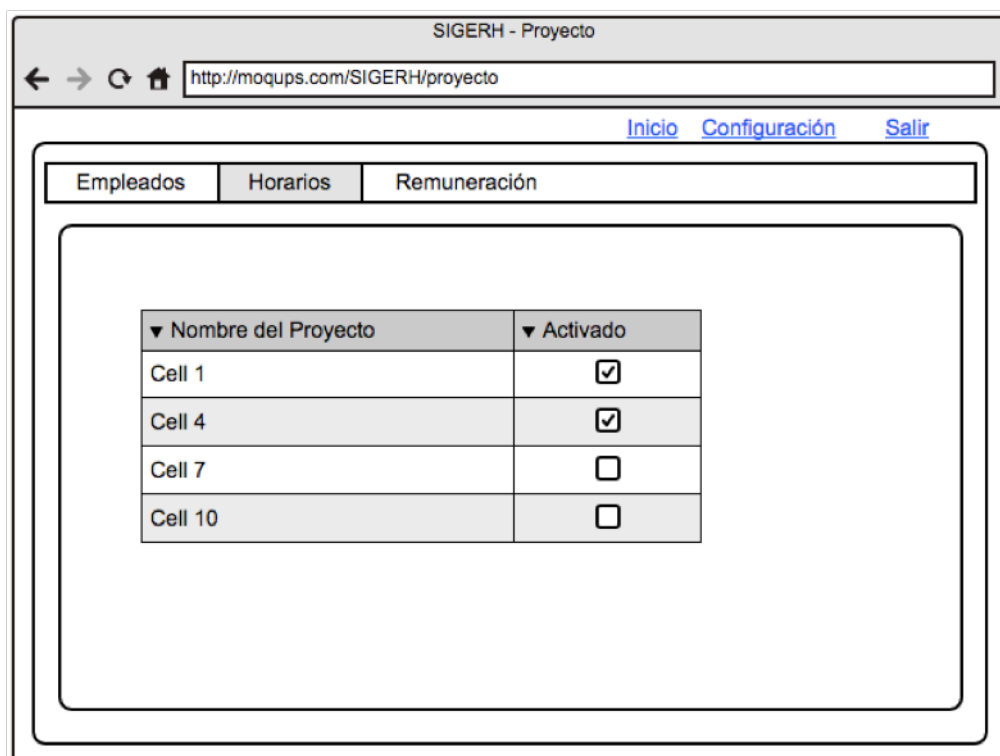 SIGERH - Proyecto
http://moqups.com/SIGERH/proyecto
Inicio Configuración Salir
Empleados Horarios Remuneración
Nombre del Proyecto Activado
Cell 1
Cell 4
Cell 7
Cell 10